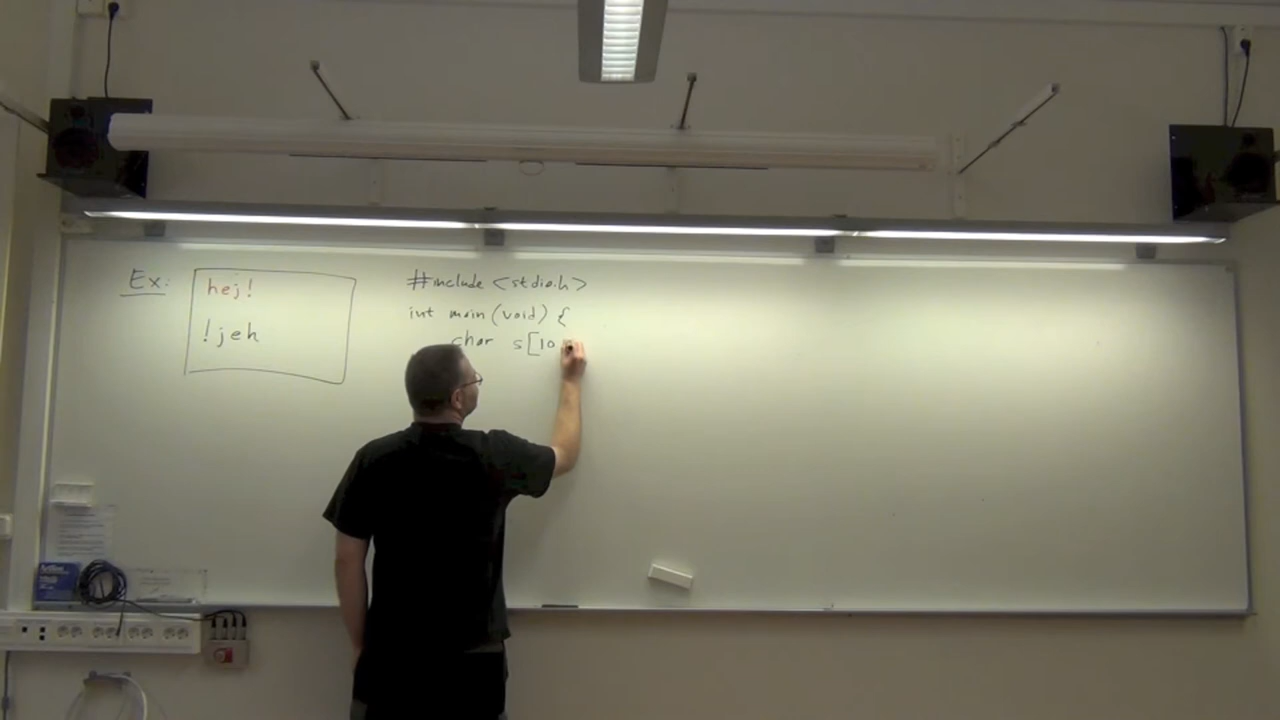 Ex:
hej!
!jeh
#include <stdio.h>
int main(void) {
char s[10